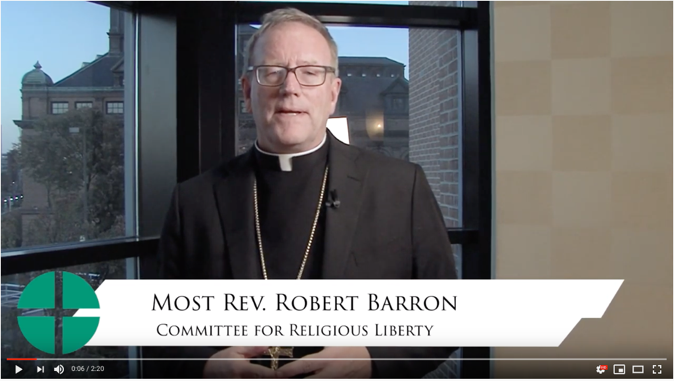 Most Rev. Robert Barron
Committee for Religious Liberty
0:06 / 2:20